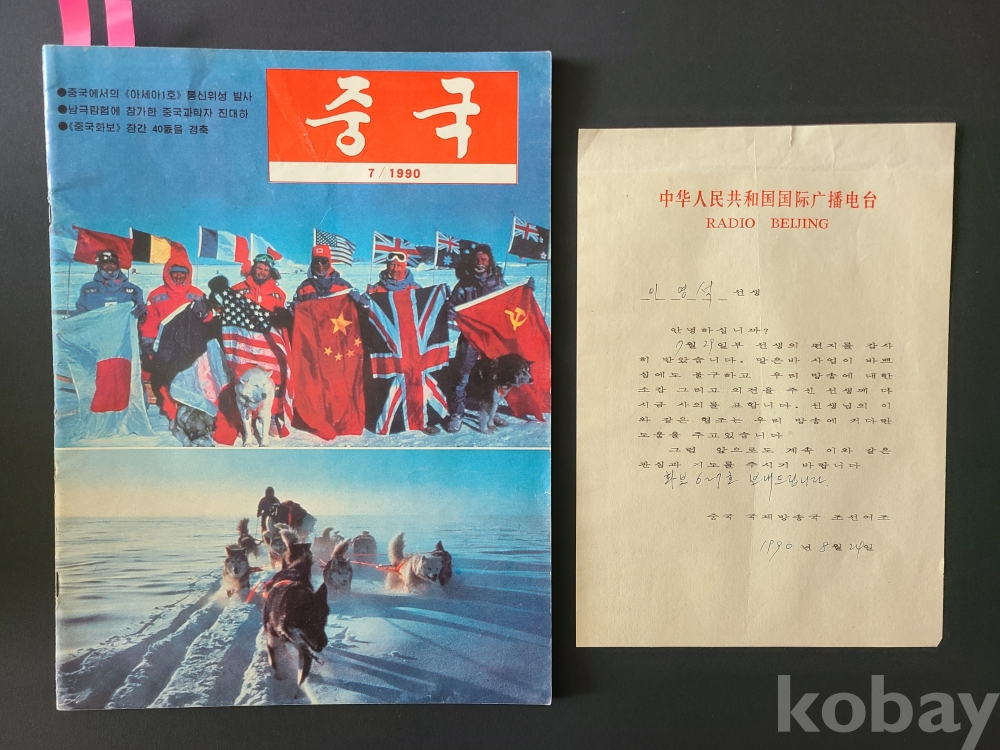 ●중국에서의 《아세아1호》 통신위성 발사
●남극탐험에 참가한 중국과학자 진대하
●《중국화보》 창간 40돐을 경축
중국
7/1990
中华人民共和国国际广播电台
RADIO BEIJING
인 명 석 선생
안녕하십니까?
7월 29일부 선생의 편지를 감사
히 받았습니다. 맡은바 사업이 바쁘
심에도 불구하고 우리 방송에 대한
소감 그리고 의견을 주신 선생께 다
시금 사의를 표합니다. 선생님의 이
와 같은 협조는 우리 방송에 커다란
도움을 주고있습니다
그럼 앞으로도 계속 이와 같은
관심과 기도를 주시기 바랍니다
화보 6~7호 보내드립니다.
중국 국제방송국 조선어조
1990 년 8월 24일
kobay